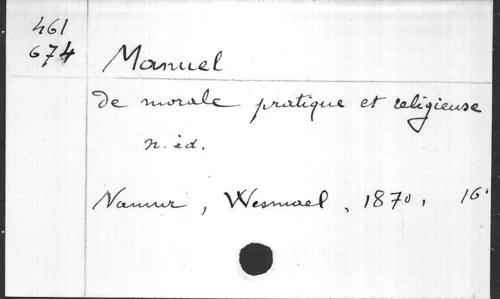 461
674
Manuel
de morale pratique et religieuse
n. éd.
Namur, Wesmael, 1870, 16°